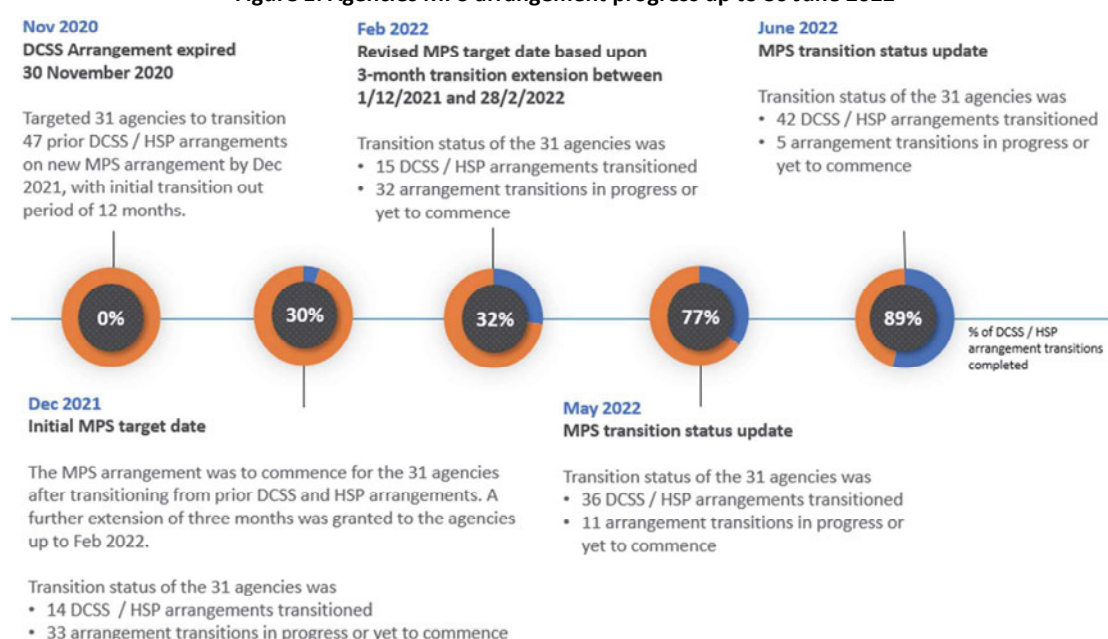 Nov 2020
DCSS Arrangement expired
30 November 2020
Targeted 31 agencies to transition
47 prior DCSS / HSP arrangements
on new MPS arrangement by Dec
2021, with initial transition out
period of 12 months.
Feb 2022
Revised MPS target date based upon
3-month transition extension between
1/12/2021 and 28/2/2022
Transition status of the 31 agencies was
• 15 DCSS / HSP arrangements transitioned
• 32 arrangement transitions in progress or
yet to commence
June 2022
MPS transition status update
Transition status of the 31 agencies was
• 42 DCSS / HSP arrangements transitioned
• 5 arrangement transitions in progress or
yet to commence
0%
30%
32%
77%
89%
% of DCSS / HSP
arrangement transitions
completed
Dec 2021
Initial MPS target date
The MPS arrangement was to commence for the 31 agencies
after transitioning from prior DCSS and HSP arrangements. A
further extension of three months was granted to the agencies
up to Feb 2022.
Transition status of the 31 agencies was
• 14 DCSS / HSP arrangements transitioned
• 33 arrangement transitions in progress or yet to commence
May 2022
MPS transition status update
Transition status of the 31 agencies was
• 36 DCSS / HSP arrangements transitioned
• 11 arrangement transitions in progress or
yet to commence